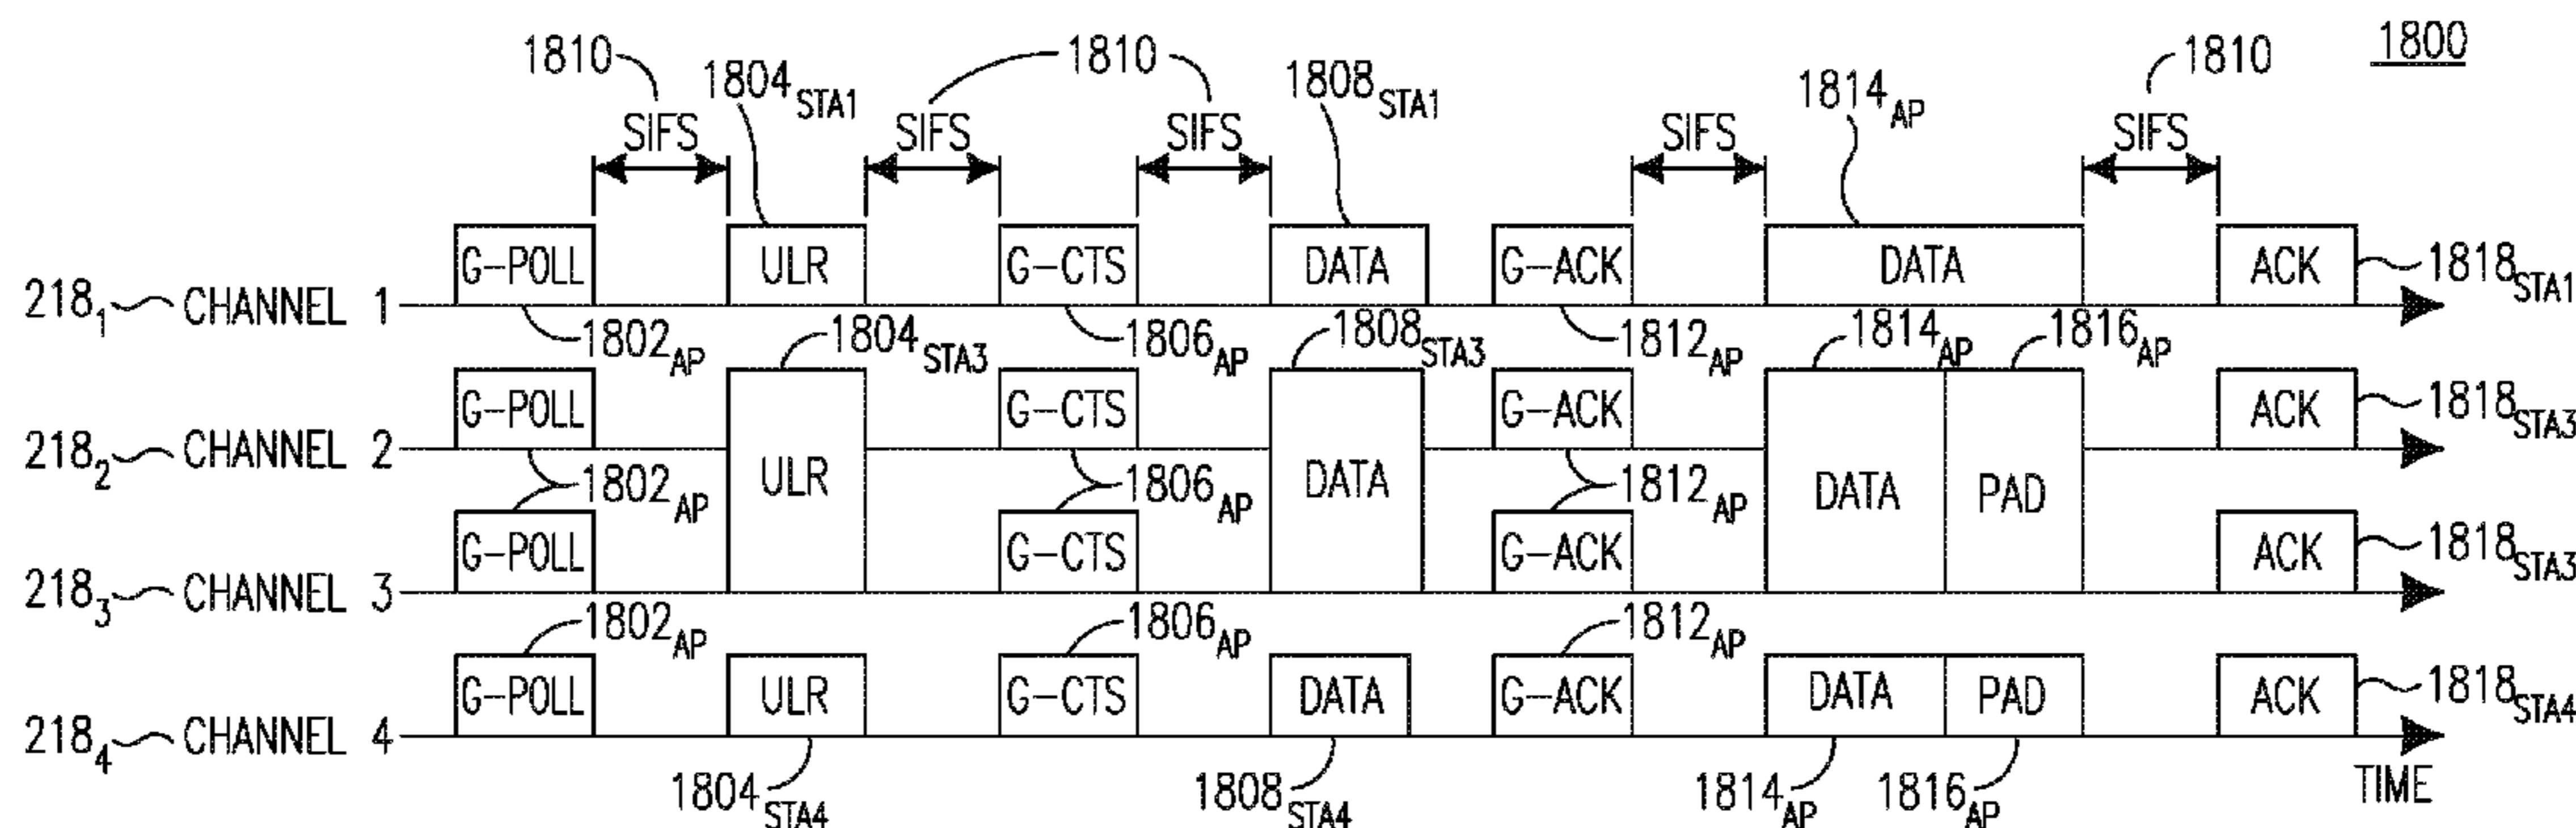 1800
1810 1804STA1 1810 1808STA1 1814AP 1810
SIFS SIFS SIFS SIFS SIFS
G-POLL ULR G-CTS DATA G-ACK DATA ACK 1818STA1
2181 CHANNEL 1
1802AP 1804STA3 1806AP 1808STA3 1812AP 1814AP 1816AP
G-POLL G-CTS G-ACK ACK 1818STA3
2182 CHANNEL 2
ULR DATA DATA PAD
1802AP 1806AP 1812AP
G-POLL G-CTS G-ACK ACK 1818STA3
2183 CHANNEL 3
1802AP 1806AP 1812AP
G-POLL ULR G-CTS DATA G-ACK DATA PAD ACK 1818STA4
2184 CHANNEL 4
1804STA4 1808STA4 1814AP 1816AP TIME